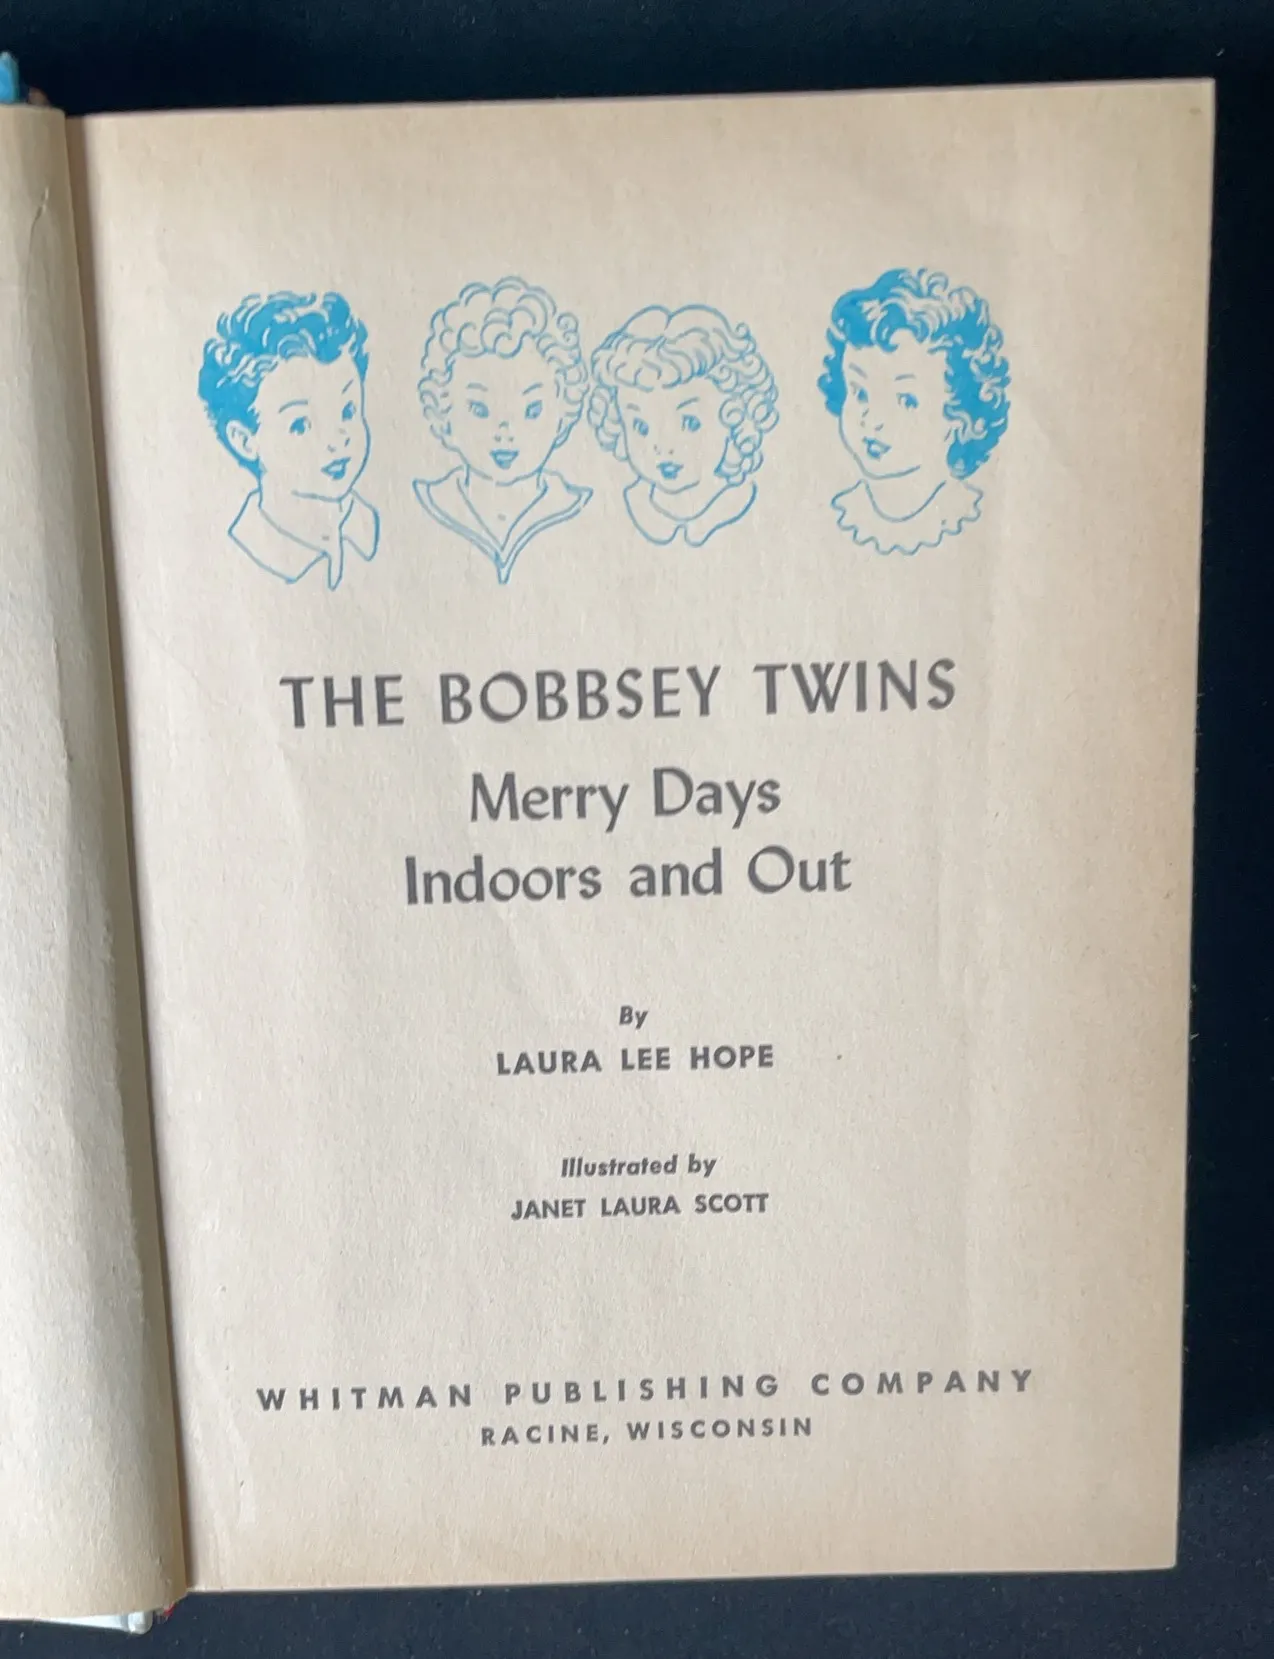 THE BOBBSEY TWINS
Merry Days
Indoors and Out
By
LAURA LEE HOPE
Illustrated by
JANET LAURA SCOTT
WHITMAN PUBLISHING COMPANY
RACINE, WISCONSIN